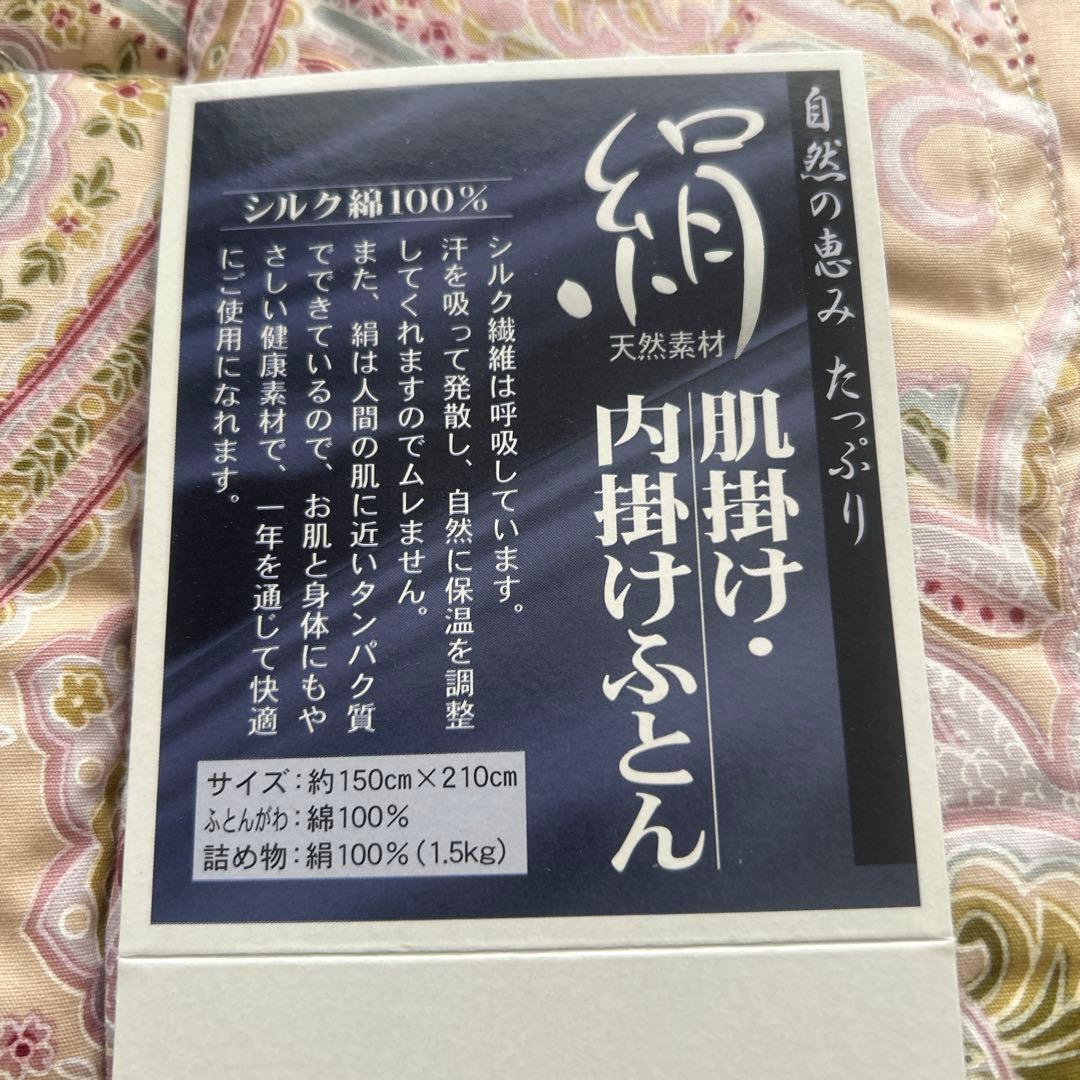 自然の恵み たっぷり
絹
天然素材
肌掛け・
内掛けふとん
シルク綿100%
シルク繊維は呼吸しています。
汗を吸って発散し、自然に保温を調整
してくれますのでムレません。
また、絹は人間の肌に近いタンパク質
でできているので、お肌と身体にもや
さしい健康素材で、一年を通じて快適
にご使用になれます。
サイズ：約150cm×210cm
ふとんがわ：綿100%
詰め物：絹100%(1.5kg)